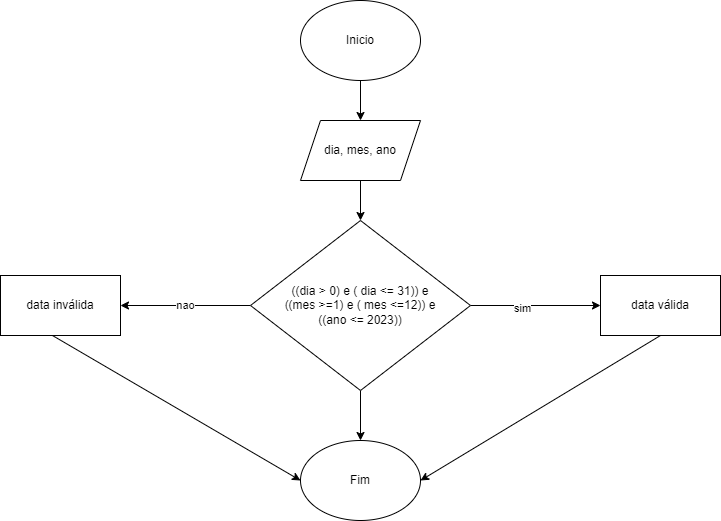 Inicio
dia, mes, ano
((dia > 0) e ( dia <= 31)) e
((mes >=1) e ( mes <=12)) e
((ano <= 2023))
nao
sim
data inválida
data válida
Fim